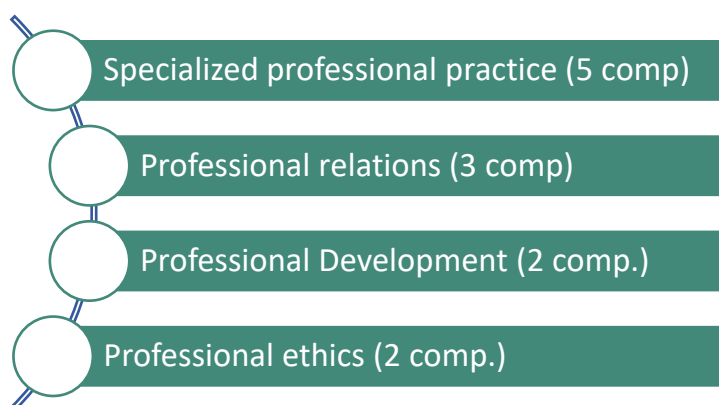 Specialized professional practice (5 comp)
Professional relations (3 comp)
Professional Development (2 comp.)
Professional ethics (2 comp.)